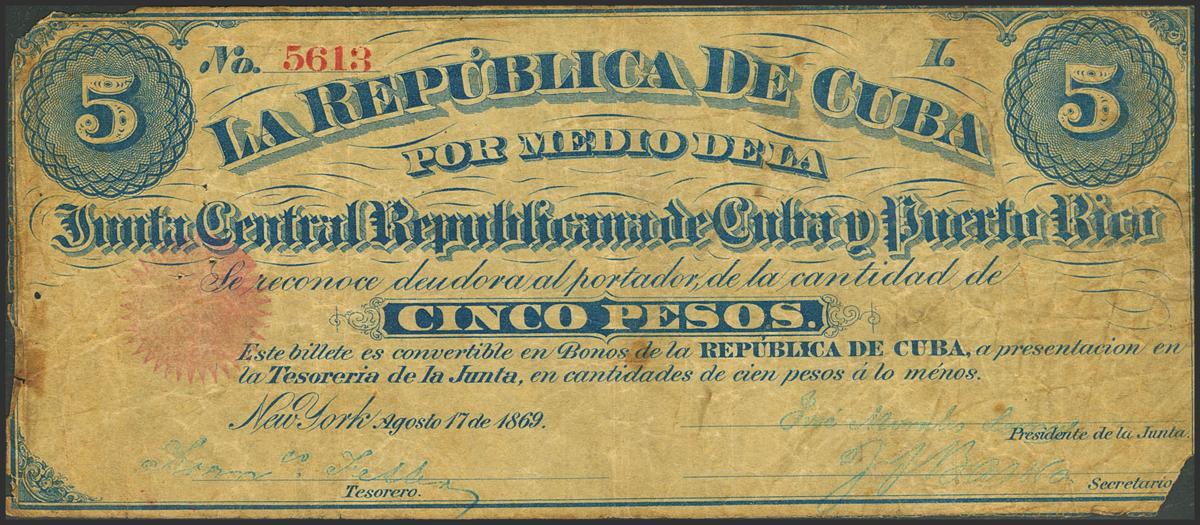 5 No. 5613 I. 5
LA REPÚBLICA DE CUBA
POR MEDIO DE LA
Junta Central Republicana de Cuba y Puerto Rico
Se reconoce deudora al portador, de la cantidad de
CINCO PESOS.
Este billete es convertible en Bonos de la REPÚBLICA DE CUBA, a presentacion en
la Tesoreria de la Junta, en cantidades de cien pesos á lo ménos.
New York Agosto 17 de 1869.
José Morales
Presidente de la Junta.
Tesorero.
Secretario